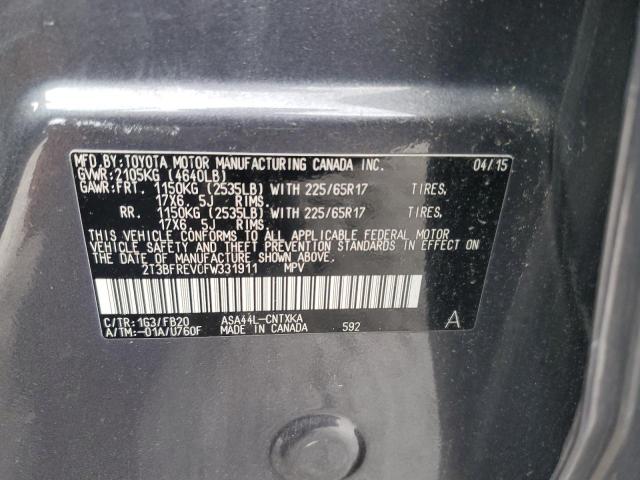 MFD.BY:TOYOTA MOTOR MANUFACTURING CANADA INC. 04/15
GVWR:2105KG (4640LB)
GAWR:FRT. 1150KG (2535LB) WITH 225/65R17 TIRES,
17X6. 5J RIMS.
RR. 1150KG (2535LB) WITH 225/65R17 TIRES,
17X6. 5J RIMS.
THIS VEHICLE CONFORMS TO ALL APPLICABLE FEDERAL MOTOR
VEHICLE SAFETY AND THEFT PREVENTION STANDARDS IN EFFECT ON
THE DATE OF MANUFACTURE SHOWN ABOVE.
2T3BFREV0FW331911 MPV
C/TR:1G3/FB20 ASA44L-CNTXKA
A/TM:-01A/U760F MADE IN CANADA 592 A